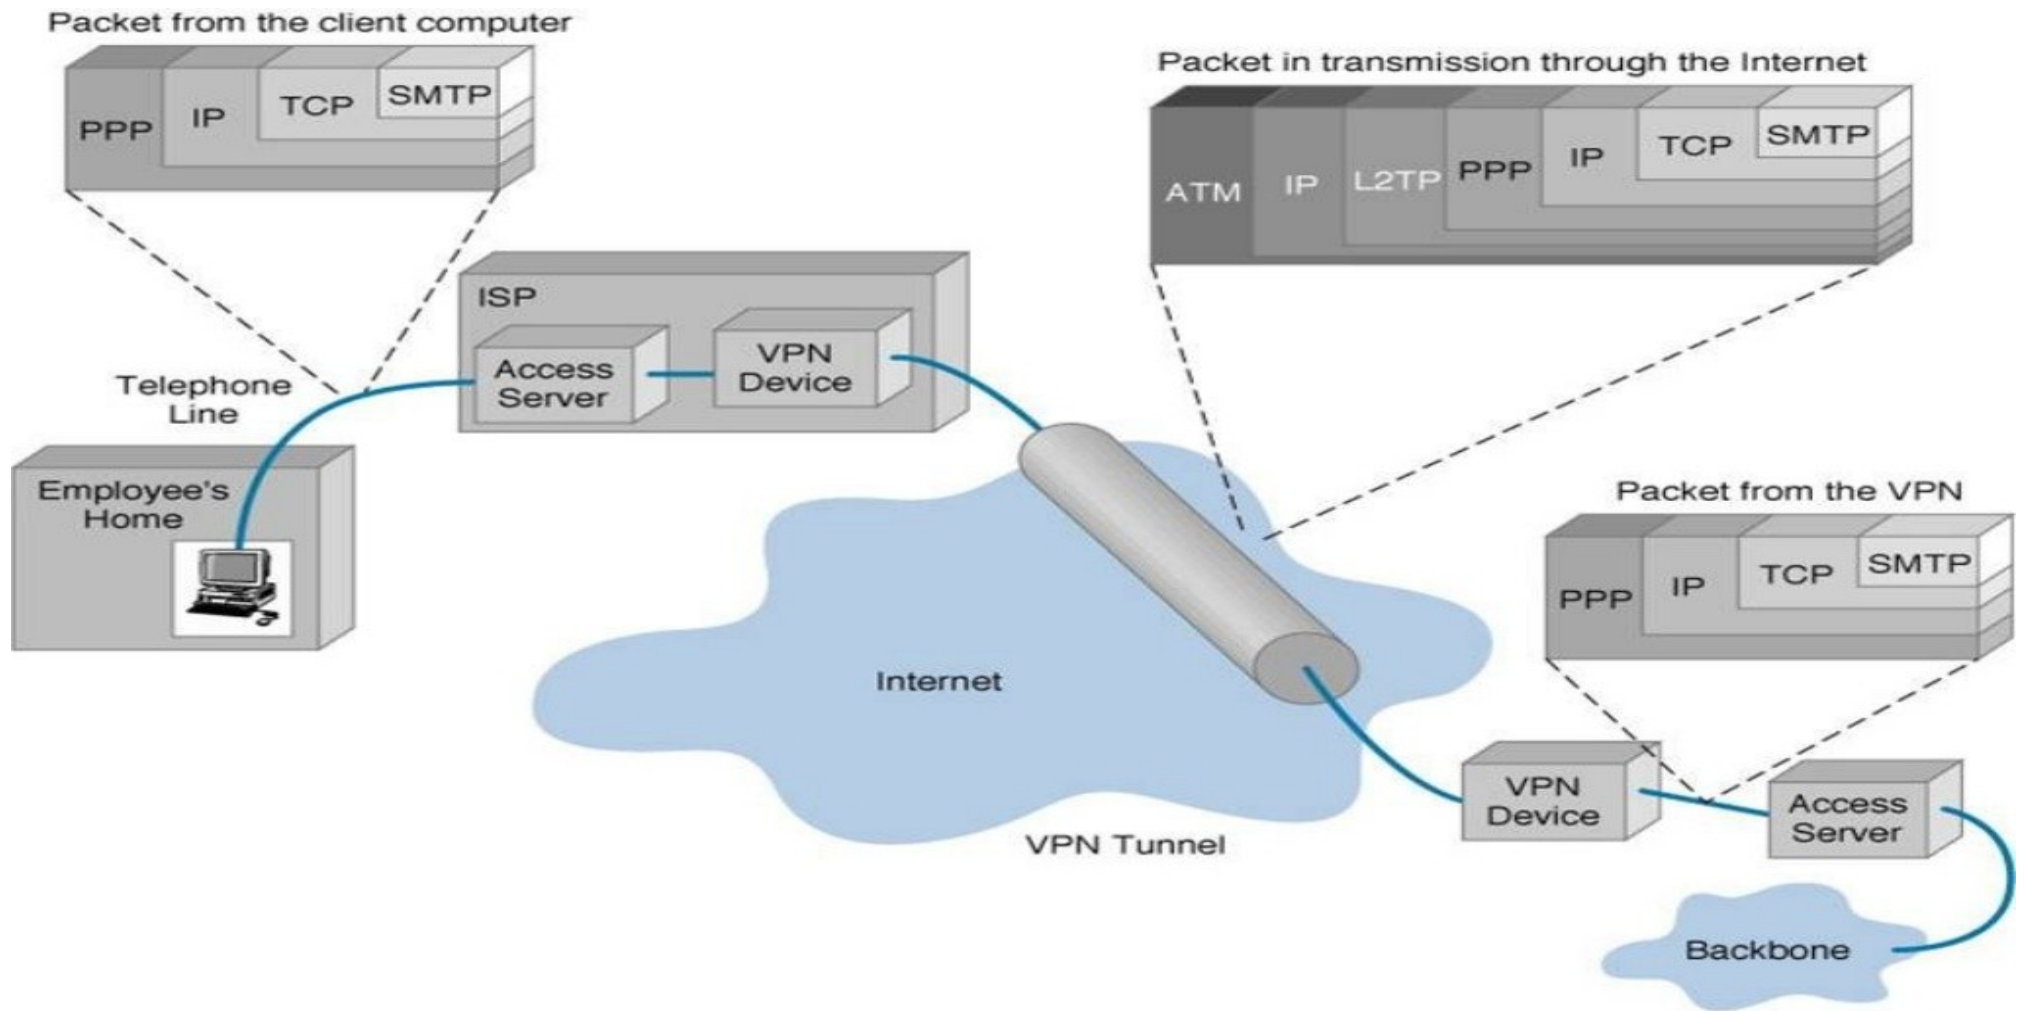 Packet from the client computer
PPP IP TCP SMTP
Packet in transmission through the Internet
ATM IP L2TP PPP IP TCP SMTP
ISP
Access
Server
VPN
Device
Telephone
Line
Employee's
Home
Packet from the VPN
PPP IP TCP SMTP
Internet
VPN Tunnel
VPN
Device
Access
Server
Backbone